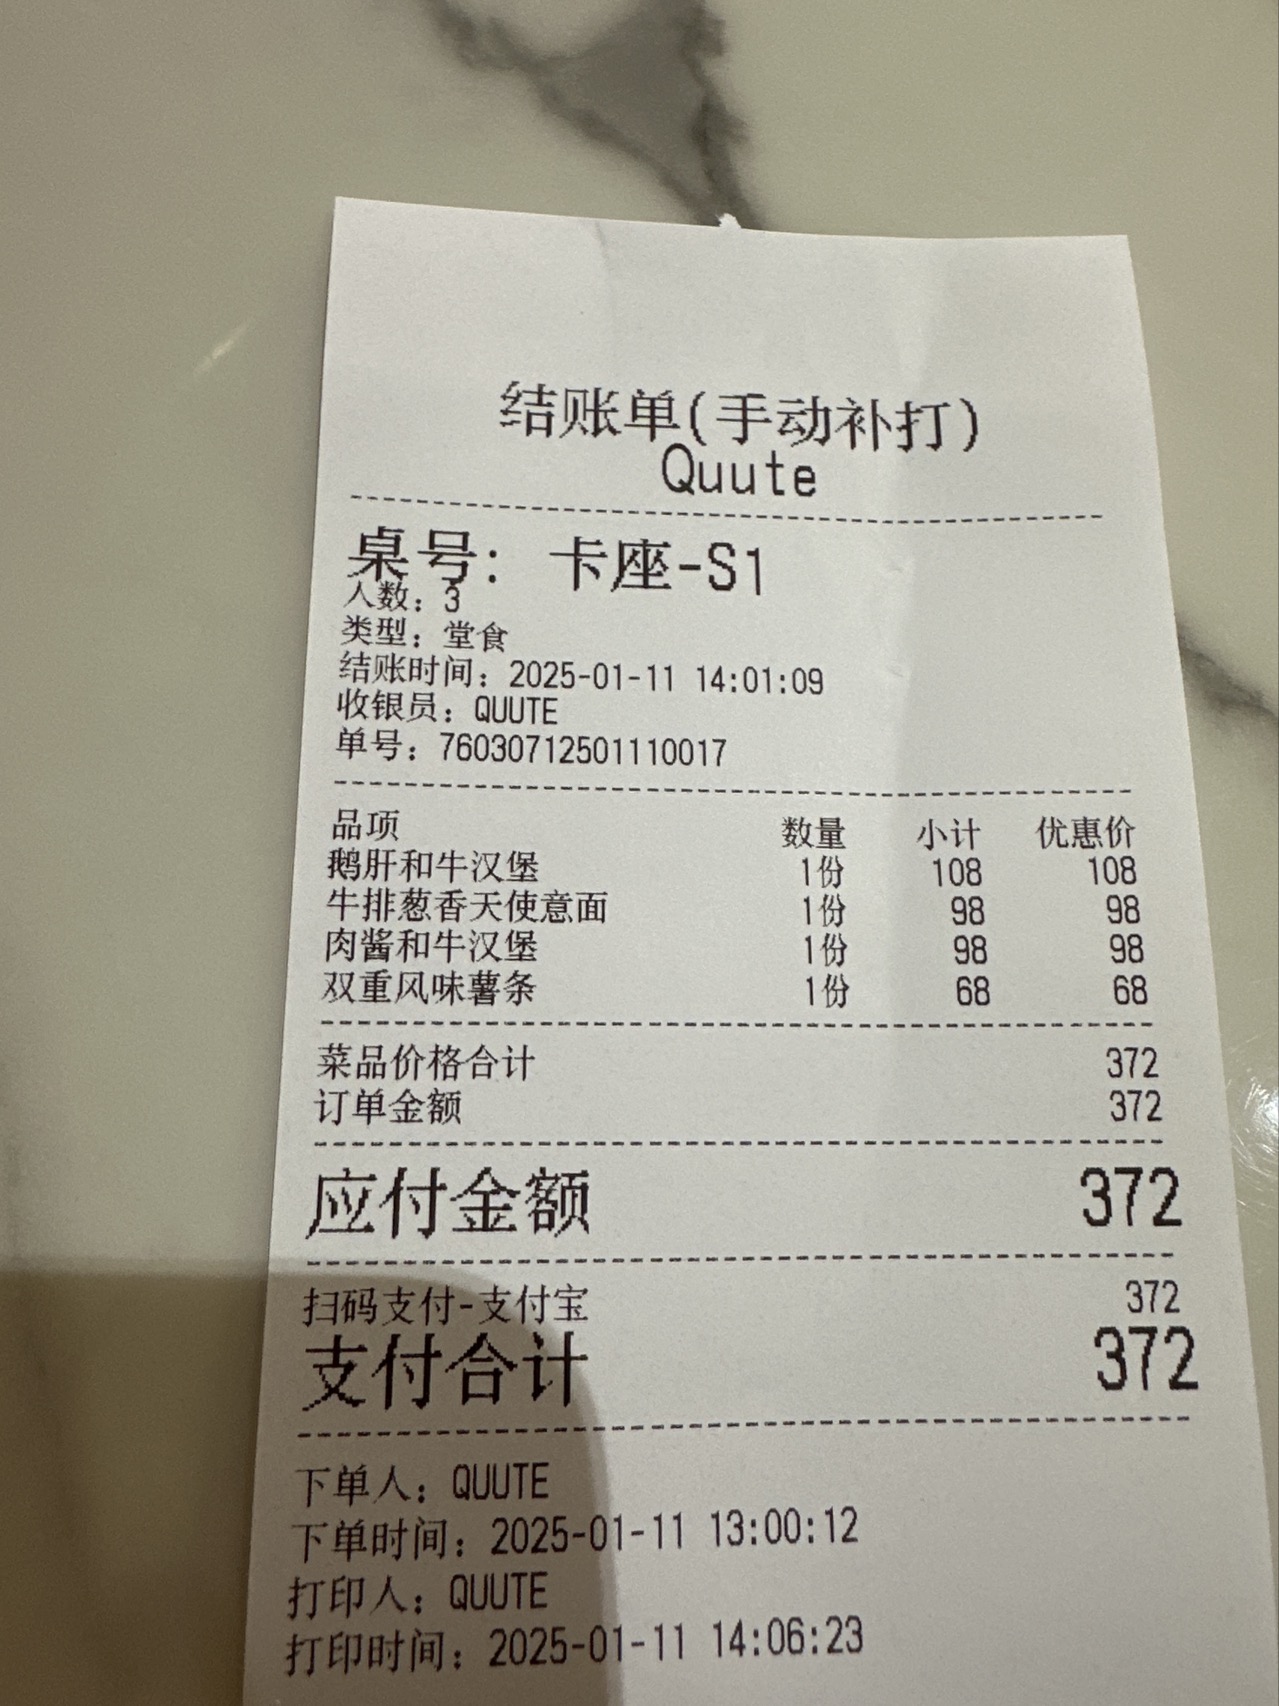 结账单(手动补打)
Quute
桌号: 卡座-S1
人数: 3
类型: 堂食
结账时间: 2025-01-11 14:01:09
收银员: QUUTE
单号: 76030712501110017
品项 数量 小计 优惠价
鹅肝和牛汉堡 1份 108 108
牛排葱香天使意面 1份 98 98
肉酱和牛汉堡 1份 98 98
双重风味薯条 1份 68 68
菜品价格合计 372
订单金额 372
应付金额 372
扫码支付-支付宝 372
支付合计 372
下单人: QUUTE
下单时间: 2025-01-11 13:00:12
打印人: QUUTE
打印时间: 2025-01-11 14:06:23